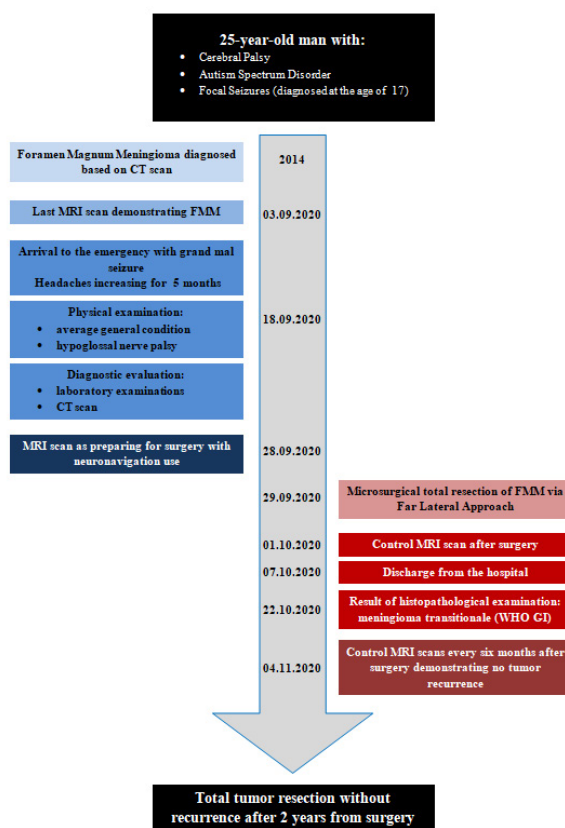 25-year-old man with:
• Cerebral Palsy
• Autism Spectrum Disorder
• Focal Seizures (diagnosed at the age of 17)
Foramen Magnum Meningioma diagnosed
based on CT scan
2014
Last MRI scan demonstrating FMM
03.09.2020
Arrival to the emergency with grand mal
seizure
Headaches increasing for 5 months
Physical examination:
• average general condition
• hypoglossal nerve palsy
18.09.2020
Diagnostic evaluation:
• laboratory examinations
• CT scan
MRI scan as preparing for surgery with
neuronavigation use
28.09.2020
29.09.2020
Microsurgical total resection of FMM via
Far Lateral Approach
01.10.2020
Control MRI scan after surgery
07.10.2020
Discharge from the hospital
22.10.2020
Result of histopathological examination:
meningioma transitionale (WHO GI)
04.11.2020
Control MRI scans every six months after
surgery demonstrating no tumor
recurrence
Total tumor resection without
recurrence after 2 years from surgery